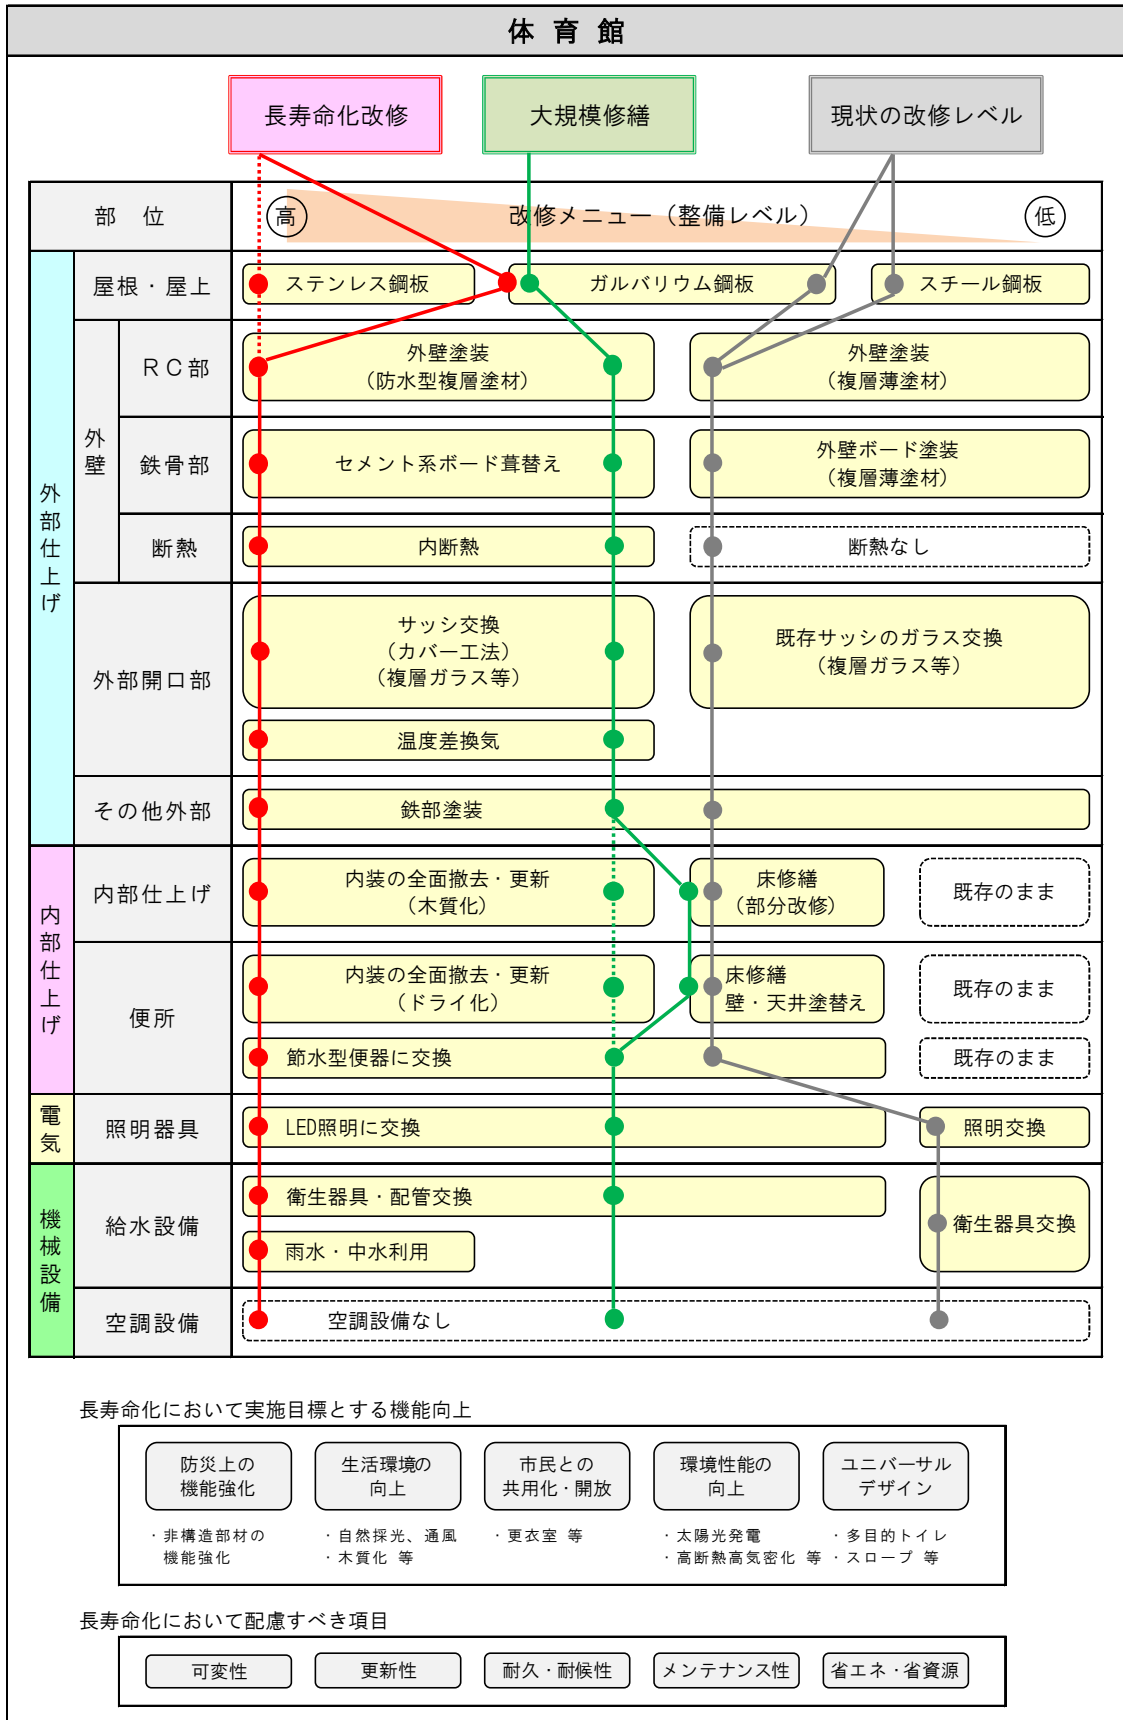 体育館
長寿命化改修
大規模修繕
現状の改修レベル
部位
高
改修メニュー（整備レベル）
低
外部仕上げ
屋根・屋上
ステンレス鋼板
ガルバリウム鋼板
スチール鋼板
外壁
ＲＣ部
外壁塗装
（防水型複層塗材）
外壁塗装
（複層薄塗材）
鉄骨部
セメント系ボード葺替え
外壁ボード塗装
（複層薄塗材）
断熱
内断熱
断熱なし
外部開口部
サッシ交換
（カバー工法）
（複層ガラス等）
既存サッシのガラス交換
（複層ガラス等）
温度差換気
その他外部
鉄部塗装
内部仕上げ
内部仕上げ
内装の全面撤去・更新
（木質化）
床修繕
（部分改修）
既存のまま
便所
内装の全面撤去・更新
（ドライ化）
床修繕
壁・天井塗替え
既存のまま
節水型便器に交換
既存のまま
電気
照明器具
LED照明に交換
照明交換
機械設備
給水設備
衛生器具・配管交換
衛生器具交換
雨水・中水利用
空調設備
空調設備なし
長寿命化において実施目標とする機能向上
防災上の
機能強化
・非構造部材の
機能強化
生活環境の
向上
・自然採光、通風
・木質化 等
市民との
共用化・開放
・更衣室 等
環境性能の
向上
・太陽光発電
・高断熱高気密化 等
ユニバーサル
デザイン
・多目的トイレ
・スロープ 等
長寿命化において配慮すべき項目
可変性
更新性
耐久・耐候性
メンテナンス性
省エネ・省資源